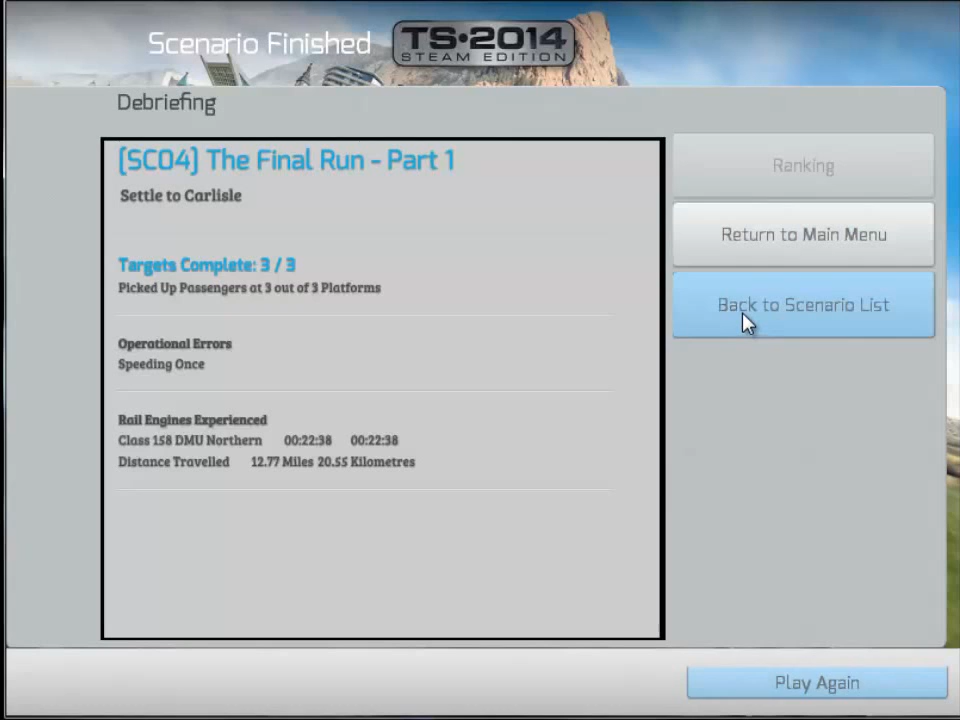 Scenario Finished
TS•2014
STEAM EDITION
Debriefing
[SC04] The Final Run - Part 1
Settle to Carlisle
Targets Complete: 3 / 3
Picked Up Passengers at 3 out of 3 Platforms
Operational Errors
Speeding Once
Rail Engines Experienced
Class 158 DMU Northern 00:22:38 00:22:38
Distance Travelled 12.77 Miles 20.55 Kilometres
Ranking
Return to Main Menu
Back to Scenario List
Play Again